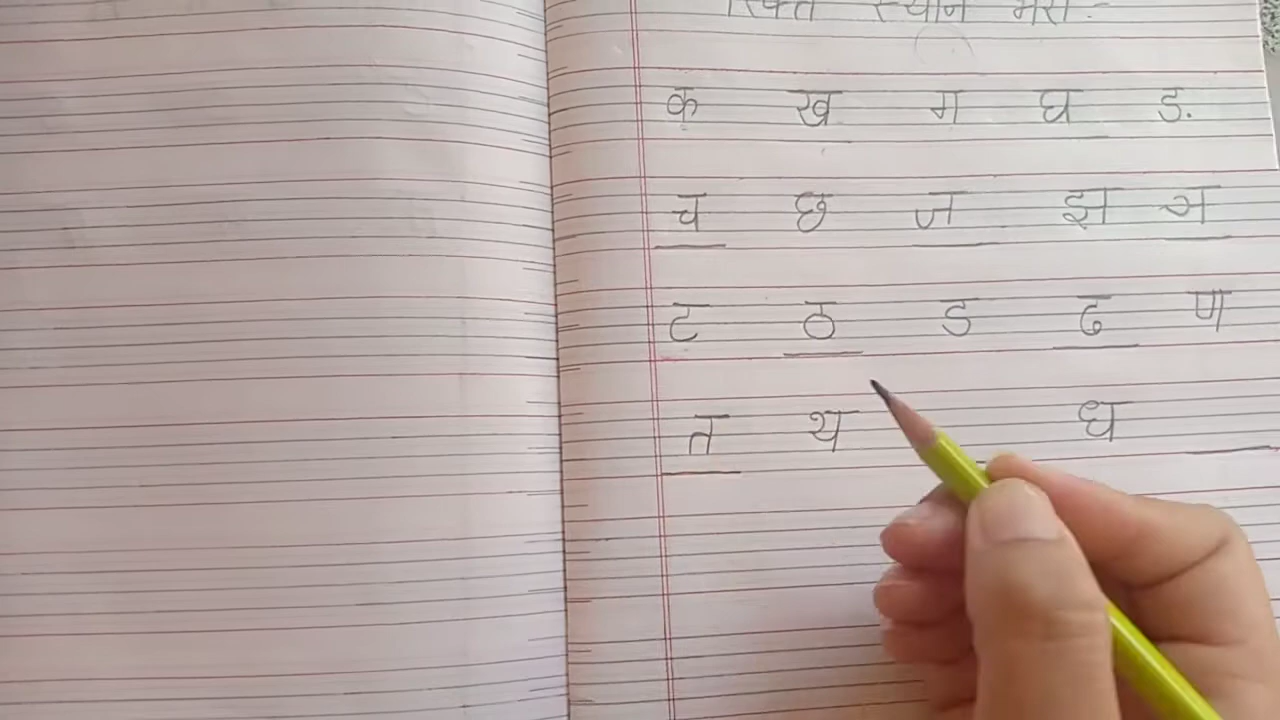 रिक्त स्थान भरो :-
क ख ग घ ङ
च छ ज झ ञ
ट ठ ड ढ ण
त थ ध